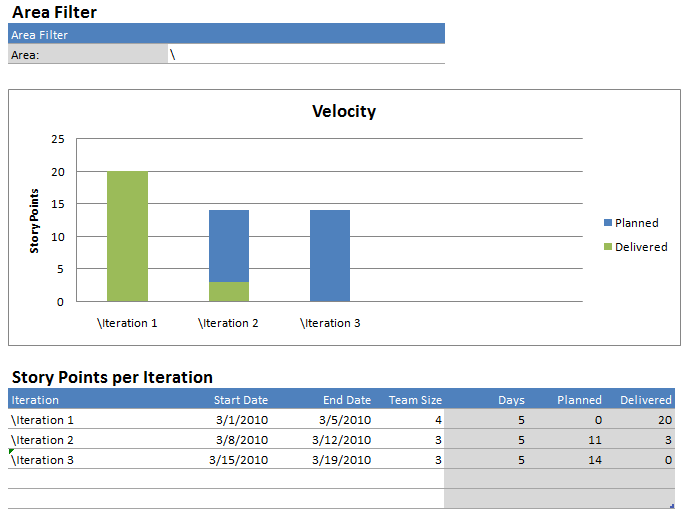 Area Filter
Area Filter
Area: \
Velocity
25
20
15
10
5
0
Story Points
\Iteration 1 \Iteration 2 \Iteration 3
Planned
Delivered
Story Points per Iteration
Iteration Start Date End Date Team Size Days Planned Delivered
\Iteration 1 3/1/2010 3/5/2010 4 5 0 20
\Iteration 2 3/8/2010 3/12/2010 3 5 11 3
\Iteration 3 3/15/2010 3/19/2010 3 5 14 0